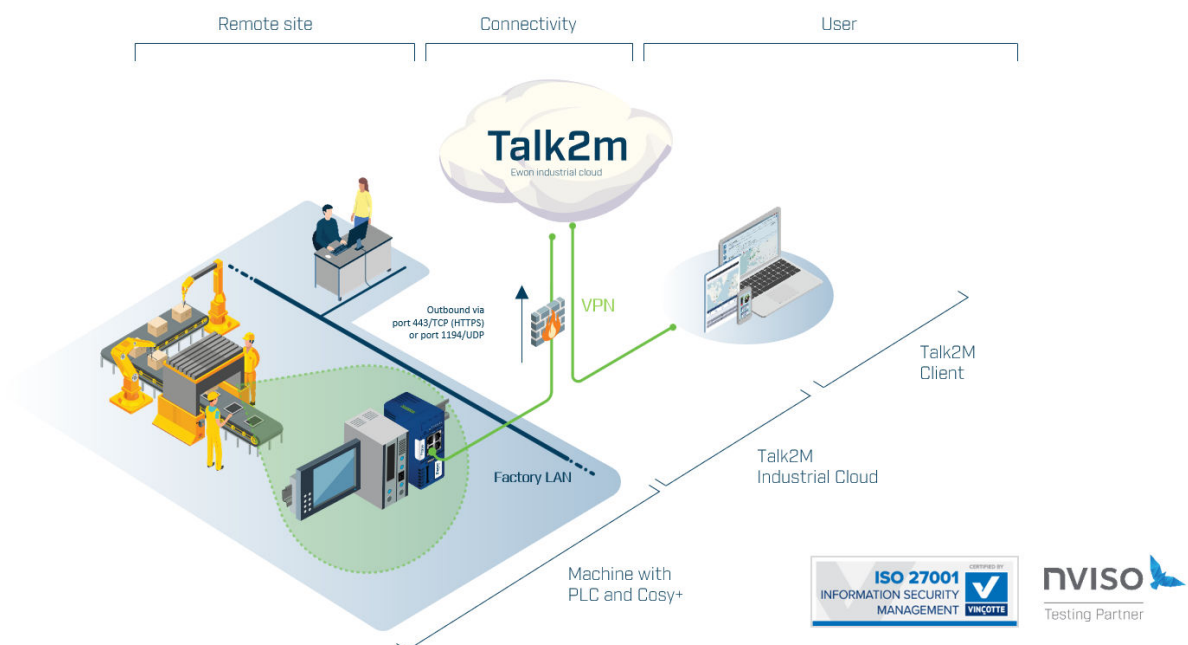 Remote site
Connectivity
User
Talk2m
Ewon industrial cloud
Outbound via
port 443/TCP (HTTPS)
or port 1194/UDP
VPN
Talk2M
Client
Talk2M
Industrial Cloud
Factory LAN
Machine with
PLC and Cosy+
ISO 27001
INFORMATION SECURITY
MANAGEMENT
CERTIFIED BY
VINÇOTTE
nviso
Testing Partner